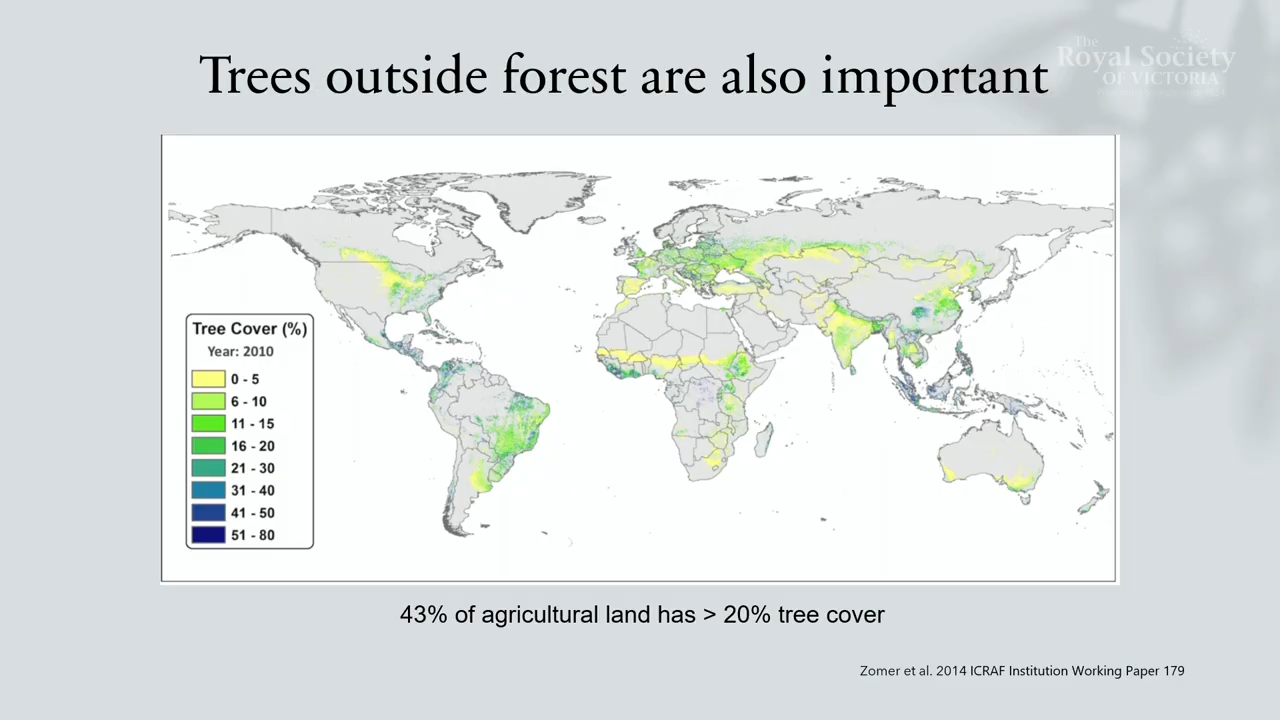 Trees outside forest are also important
The
Royal Society
OF VICTORIA
Tree Cover (%)
Year: 2010
0 - 5
6 - 10
11 - 15
16 - 20
21 - 30
31 - 40
41 - 50
51 - 80
43% of agricultural land has > 20% tree cover
Zomer et al. 2014 ICRAF Institution Working Paper 179